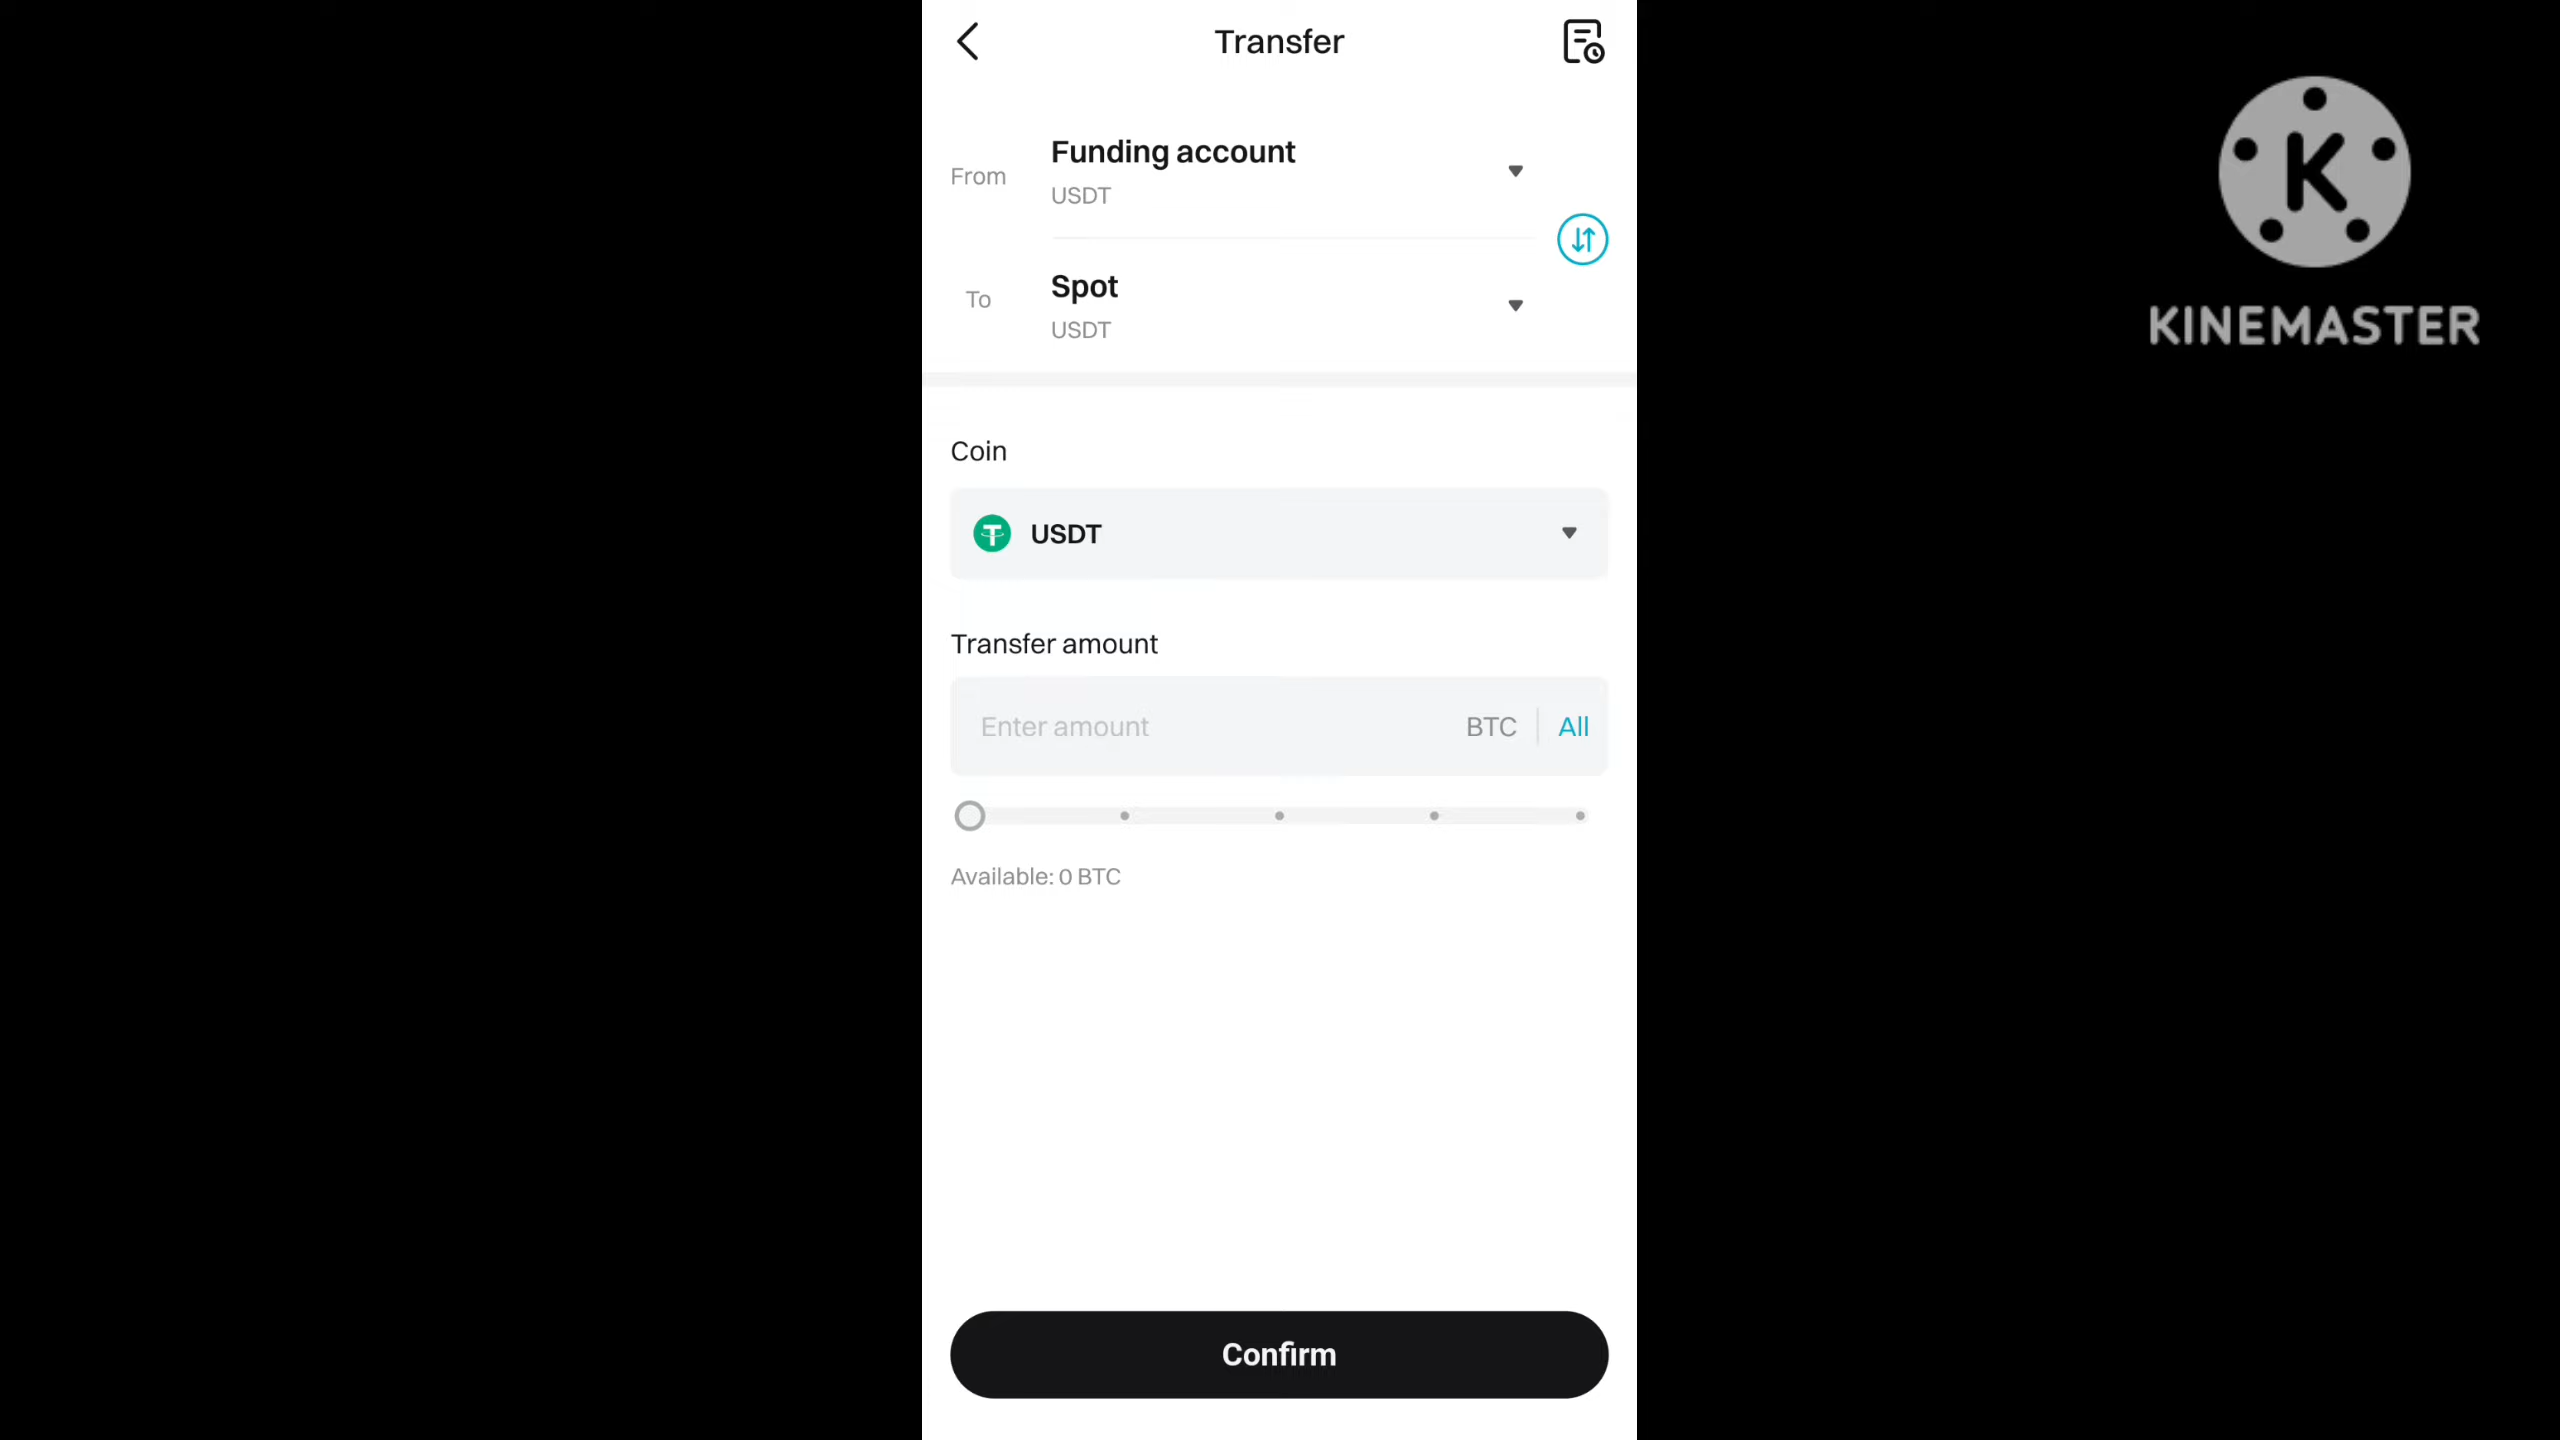 Transfer
From
Funding account
USDT
To
Spot
USDT
Coin
USDT
Transfer amount
Enter amount BTC All
Available: 0 BTC
Confirm
K
KINEMASTER